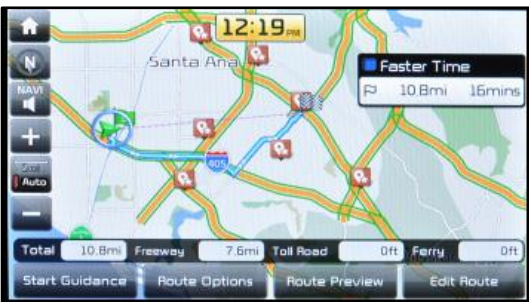 12:19 PM
N
Santa Ana
Faster Time
NAVI
10.8mi 16mins
405
Auto
Total 10.8mi Freeway 7.6mi Toll Road 0ft Ferry 0ft
Start Guidance Route Options Route Preview Edit Route